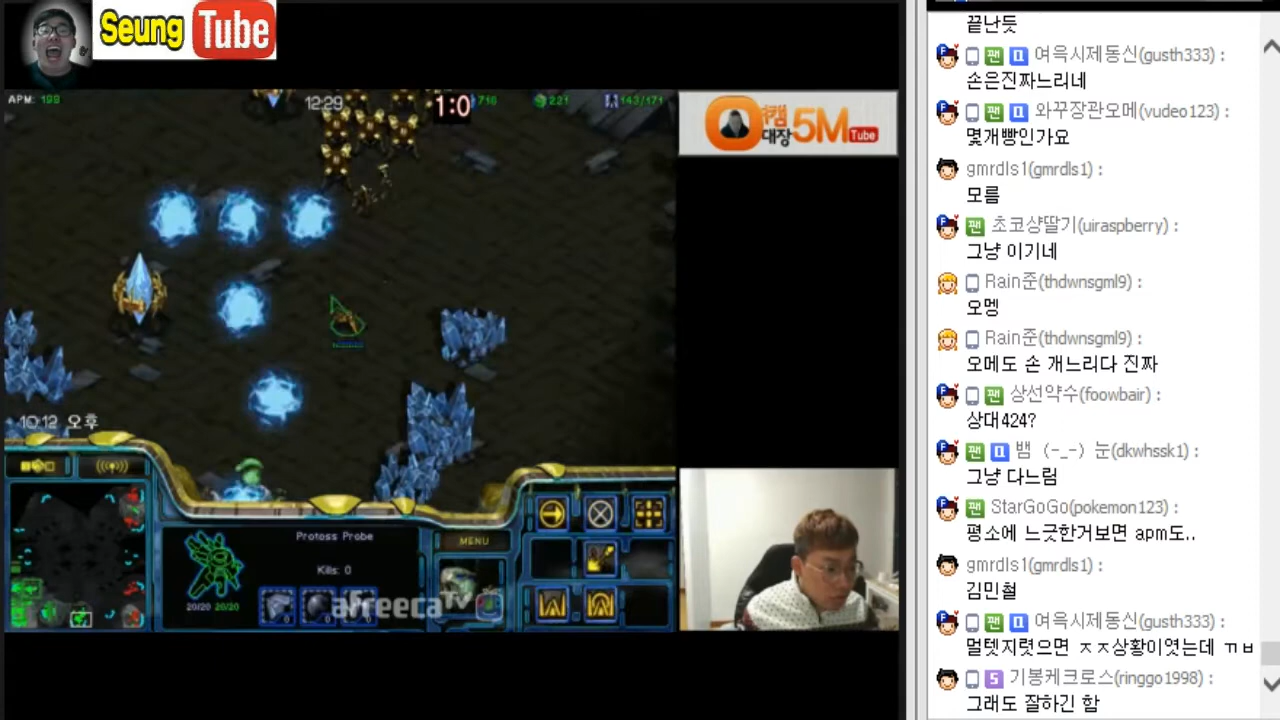 Seung Tube
APM: 198
12:29
1:0
716
221
143/171
캠
대장 5M Tube
10:12 오후
Protoss Probe
MENU
Kills: 0
20/20 20/20
afreecaTV
끝난듯
여윽시제동신(gusth333) :
손은진짜느리네
와꾸장관오메(vudeo123) :
몇개빵인가요
gmrdls1(gmrdls1) :
모름
초코샹딸기(uiraspberry) :
그냥 이기네
Rain준(thdwnsgml9) :
오멩
Rain준(thdwnsgml9) :
오메도 손 개느리다 진짜
상선약수(foowbair) :
상대424?
뱀 (-_-) 눈(dkwhssk1) :
그냥 다느림
StarGoGo(pokemon123) :
평소에 느긋한거보면 apm도..
gmrdls1(gmrdls1) :
김민철
여윽시제동신(gusth333) :
멀텟지렷으면 ㅈㅈ상황이엿는데 ㄲㅂ
기봉케크로스(ringgo1998) :
그래도 잘하긴 함